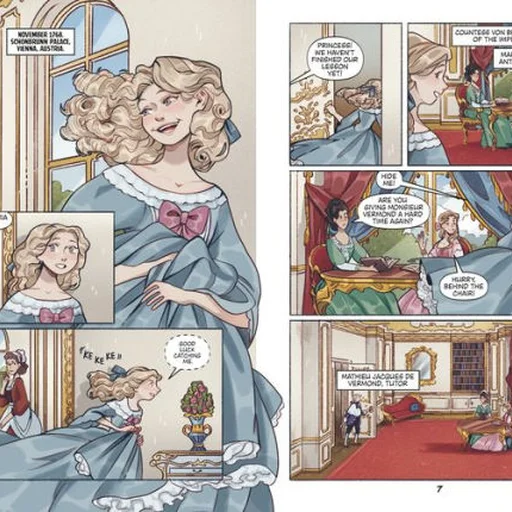 NOVEMBER 1768.
SCHÖNBRUNN PALACE,
VIENNA, AUSTRIA.
"KE KE KE !!
GOOD
LUCK
CATCHING
ME.
PRINCESS!
WE HAVEN'T
FINISHED OUR
LESSON
YET!
COUNTESS VON
OF THE
HIDE
ME!
ARE YOU
GIVING MONSIEUR
VERMOND A HARD
TIME AGAIN?
HURRY,
BEHIND
THE
CHAIR!
MATHIEU JACQUES DE
VERMOND, TUTOR
7